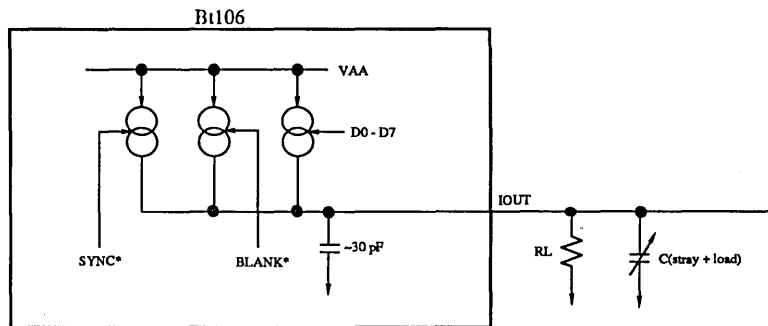 Bt106
VAA
D0 - D7
IOUT
~30 pF
RL
C(stray + load)
SYNC*
BLANK*